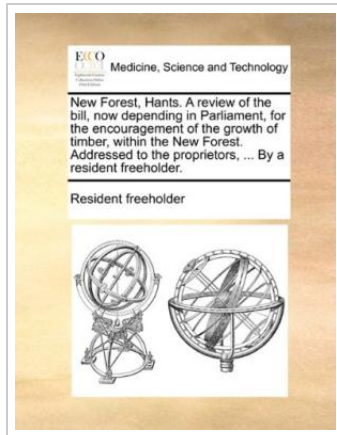 ECCO
Medicine, Science and Technology
New Forest, Hants. A review of the
bill, now depending in Parliament, for
the encouragement of the growth of
timber, within the New Forest.
Addressed to the proprietors, ... By a
resident freeholder.
Resident freeholder